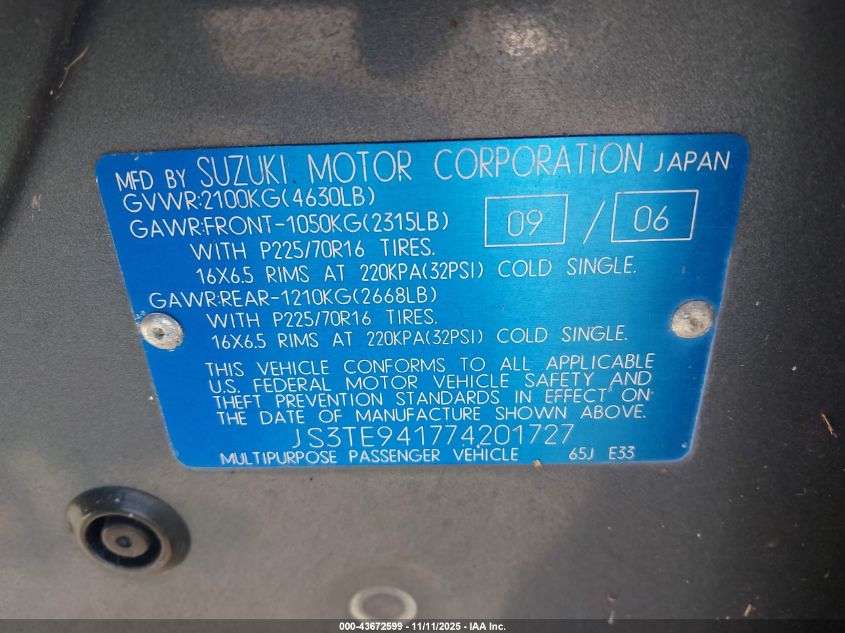 MFD BY SUZUKI MOTOR CORPORATION JAPAN
GVWR:2100KG(4630LB)
GAWR:FRONT-1050KG(2315LB) 09 / 06
WITH P225/70R16 TIRES.
16X6.5 RIMS AT 220KPA(32PSI) COLD SINGLE.
GAWR:REAR-1210KG(2668LB)
WITH P225/70R16 TIRES.
16X6.5 RIMS AT 220KPA(32PSI) COLD SINGLE.
THIS VEHICLE CONFORMS TO ALL APPLICABLE
U.S. FEDERAL MOTOR VEHICLE SAFETY AND
THEFT PREVENTION STANDARDS IN EFFECT ON
THE DATE OF MANUFACTURE SHOWN ABOVE.
JS3TE941774201727
MULTIPURPOSE PASSENGER VEHICLE 65J E33
000-43672599 - 11/11/2025 - IAA Inc.